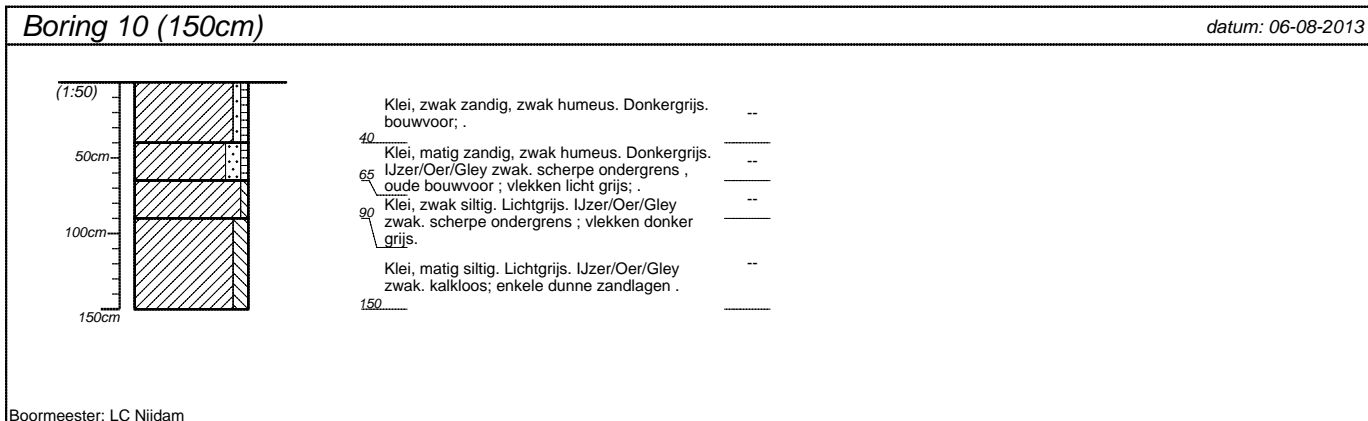 Boring 10 (150cm)
datum: 06-08-2013
(1:50)
50cm
100cm
150cm
Klei, zwak zandig, zwak humeus. Donkergrijs.
bouwvoor; .
--
40
Klei, matig zandig, zwak humeus. Donkergrijs.
IJzer/Oer/Gley zwak. scherpe ondergrens ,
oude bouwvoor ; vlekken licht grijs; .
--
65
Klei, zwak siltig. Lichtgrijs. IJzer/Oer/Gley
zwak. scherpe ondergrens ; vlekken donker
grijs.
--
90
Klei, matig siltig. Lichtgrijs. IJzer/Oer/Gley
zwak. kalkloos; enkele dunne zandlagen .
--
150
Boormeester: LC Nijdam